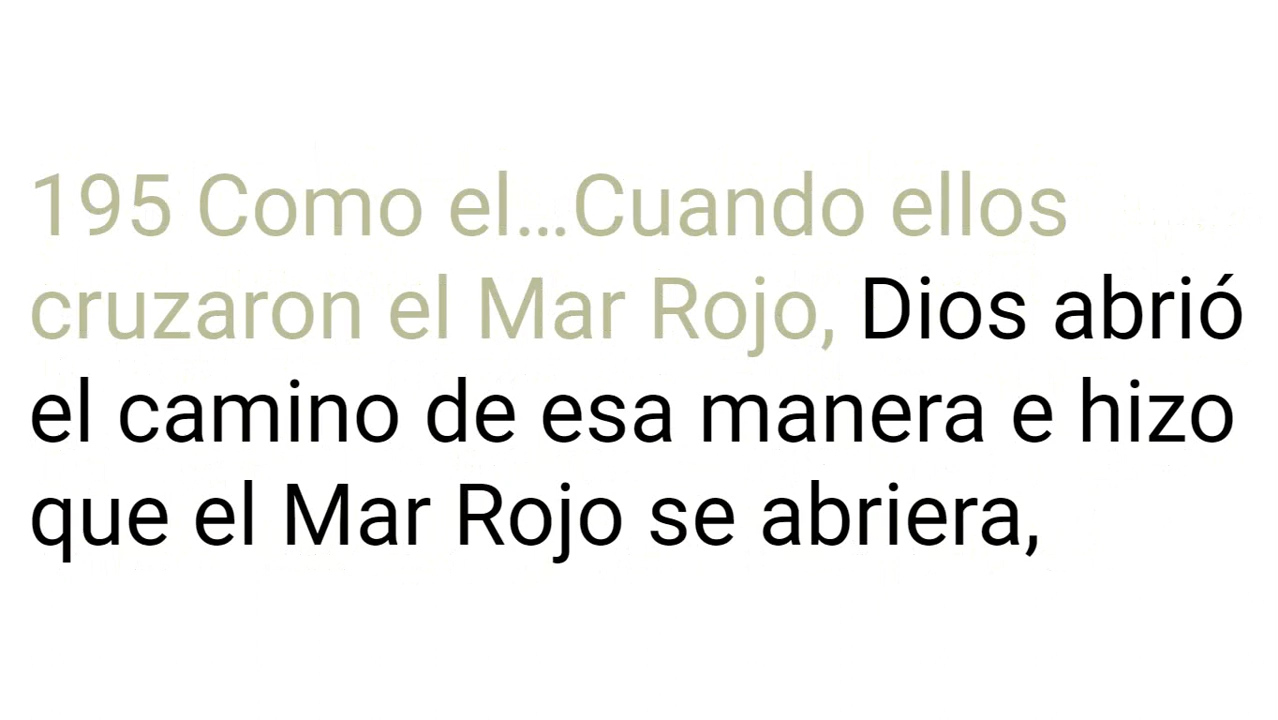 195 Como el…Cuando ellos
cruzaron el Mar Rojo, Dios abrió
el camino de esa manera e hizo
que el Mar Rojo se abriera,